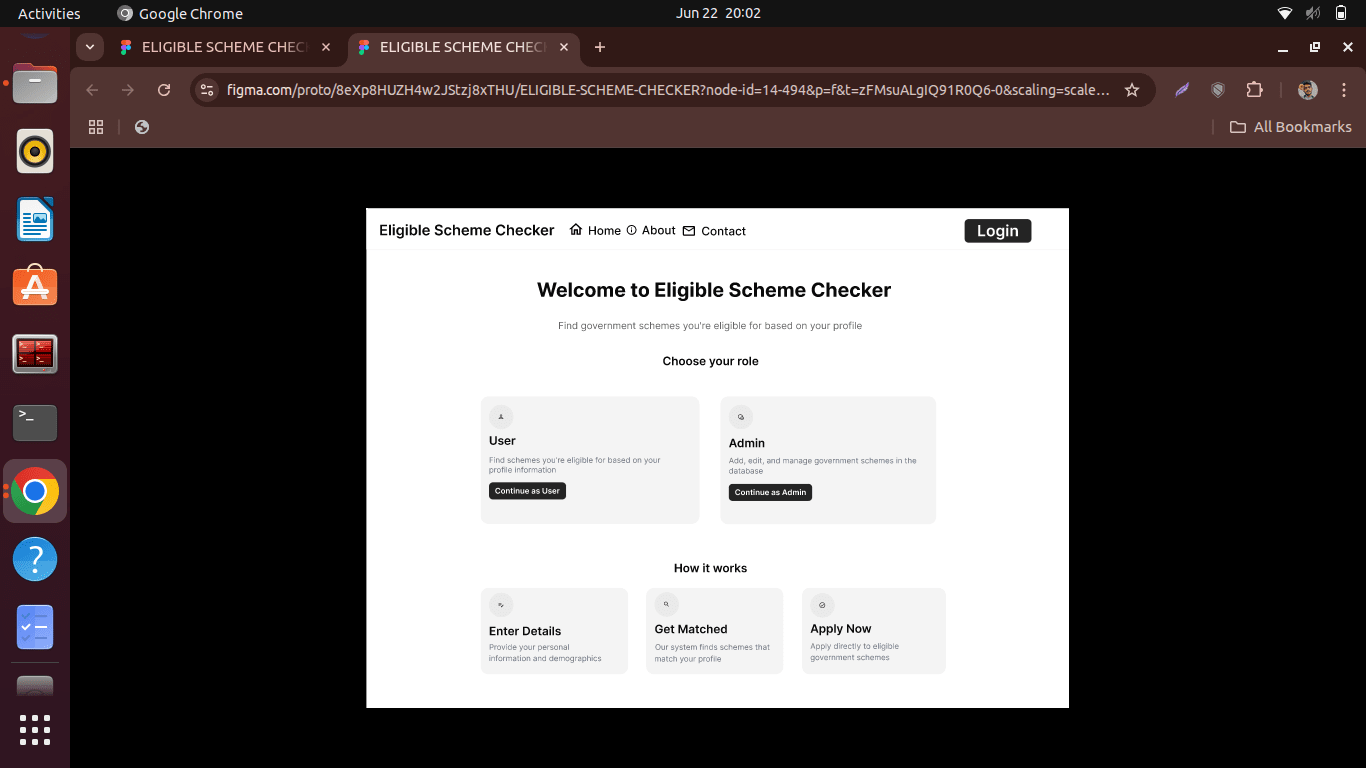 Activities
Google Chrome
Jun 22 20:02
ELIGIBLE SCHEME CHEC
ELIGIBLE SCHEME CHEC
figma.com/proto/8eXp8HUZH4w2JStzj8xTHU/ELIGIBLE-SCHEME-CHECKER?node-id=14-494&p=f&t=zFMsuALgIQ91R0Q6-0&scaling=scale...
All Bookmarks
Eligible Scheme Checker
Home
About
Contact
Login
Welcome to Eligible Scheme Checker
Find government schemes you're eligible for based on your profile
Choose your role
User
Find schemes you're eligible for based on your
profile information
Continue as User
Admin
Add, edit, and manage government schemes in the
database
Continue as Admin
How it works
Enter Details
Provide your personal
information and demographics
Get Matched
Our system finds schemes that
match your profile
Apply Now
Apply directly to eligible
government schemes